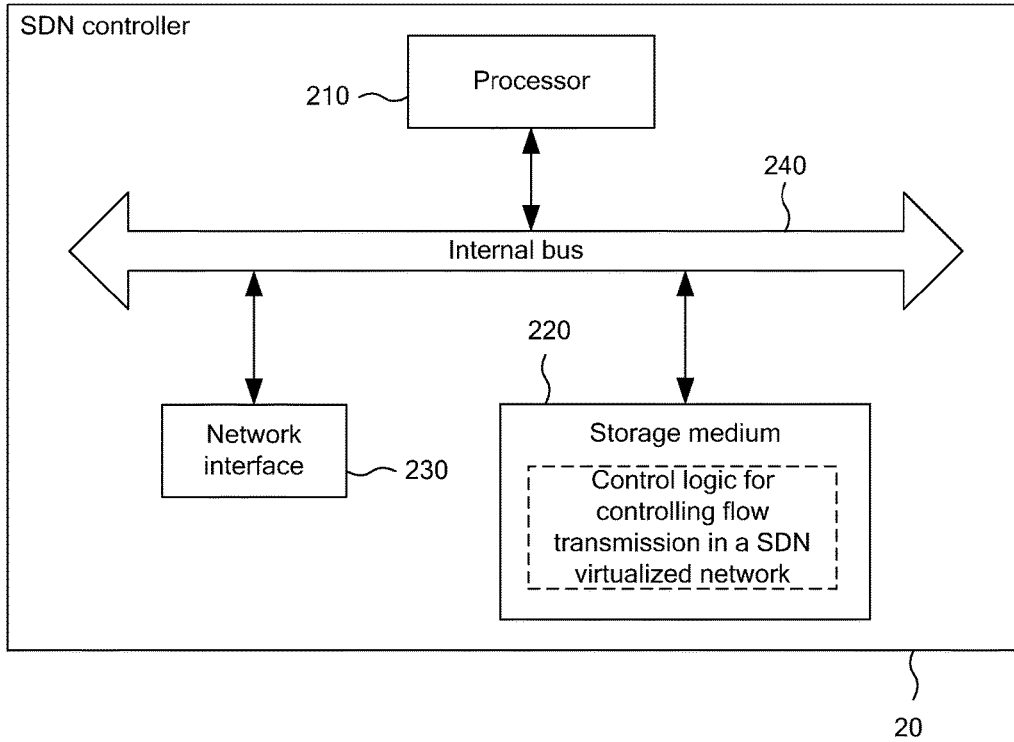 SDN controller
Processor
210
240
Internal bus
220
Network
interface
230
Storage medium
Control logic for
controlling flow
transmission in a SDN
virtualized network
20